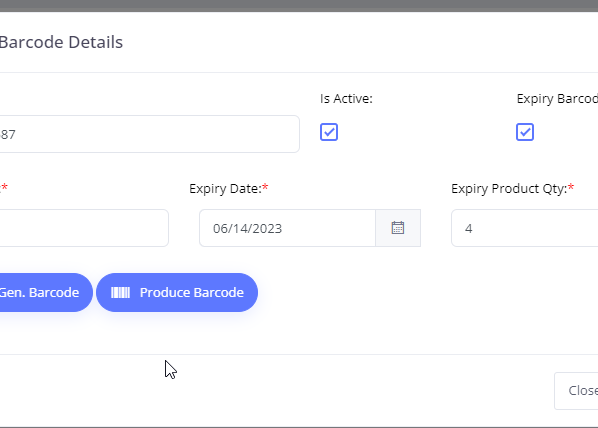 Barcode Details
Is Active: Expiry Barcod
87
* Expiry Date:* Expiry Product Qty:*
06/14/2023 4
Gen. Barcode Produce Barcode
Close